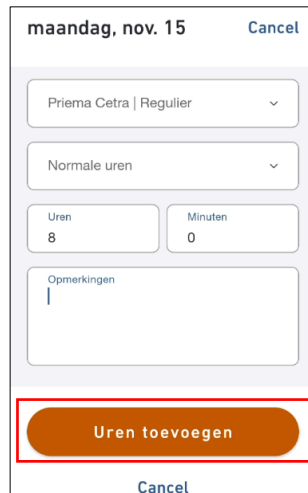 maandag, nov. 15 Cancel
Priema Cetra | Regulier
Normale uren
Uren Minuten
8 0
Opmerkingen
Uren toevoegen
Cancel